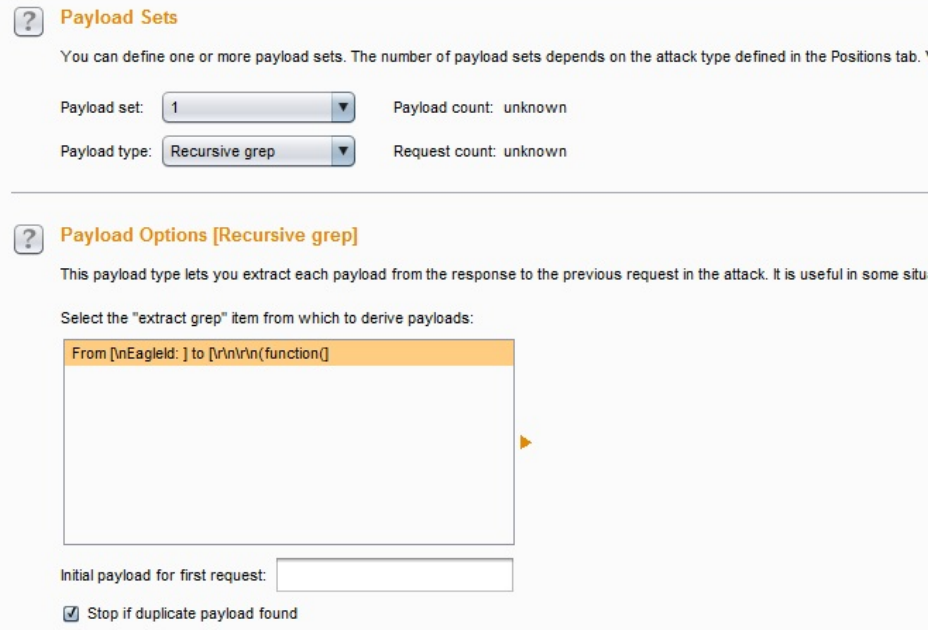 Payload Sets
You can define one or more payload sets. The number of payload sets depends on the attack type defined in the Positions tab.
Payload set: 1 Payload count: unknown
Payload type: Recursive grep Request count: unknown
Payload Options [Recursive grep]
This payload type lets you extract each payload from the response to the previous request in the attack. It is useful in some
Select the "extract grep" item from which to derive payloads:
From [\nEagleId: ] to [\r\n\r\n(function(]
Initial payload for first request:
Stop if duplicate payload found